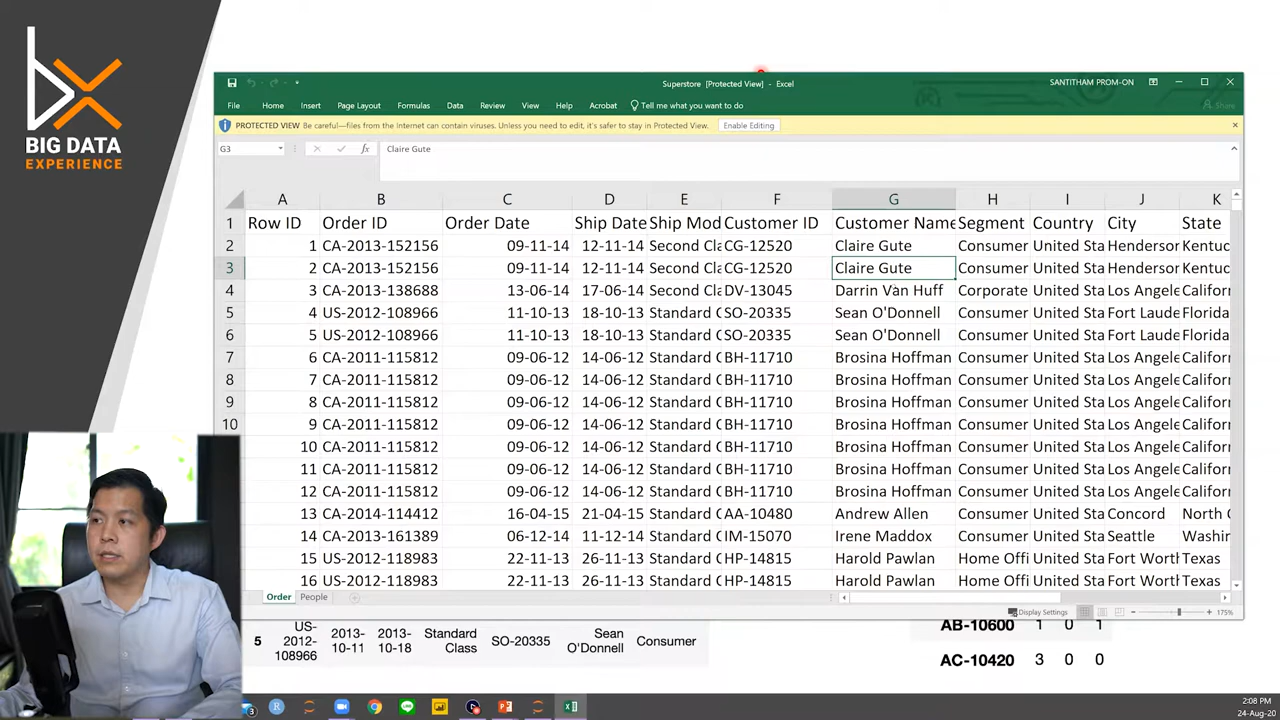 BIG DATA
EXPERIENCE
Superstore [Protected View] - Excel
SANTITHAM PROM-ON
File Home Insert Page Layout Formulas Data Review View Help Acrobat Tell me what you want to do Share
PROTECTED VIEW Be careful—files from the Internet can contain viruses. Unless you need to edit, it's safer to stay in Protected View. Enable Editing
G3 fx Claire Gute
A B C D E F G H I J K
1 Row ID Order ID Order Date Ship Date Ship Mod Customer ID Customer Name Segment Country City State
2 1 CA-2013-152156 09-11-14 12-11-14 Second Cla CG-12520 Claire Gute Consumer United Sta Henderson Kentuc
3 2 CA-2013-152156 09-11-14 12-11-14 Second Cla CG-12520 Claire Gute Consumer United Sta Henderson Kentuc
4 3 CA-2013-138688 13-06-14 17-06-14 Second Cla DV-13045 Darrin Van Huff Corporate United Sta Los Angele Californ
5 4 US-2012-108966 11-10-13 18-10-13 Standard C SO-20335 Sean O'Donnell Consumer United Sta Fort Laude Florida
6 5 US-2012-108966 11-10-13 18-10-13 Standard C SO-20335 Sean O'Donnell Consumer United Sta Fort Laude Florida
7 6 CA-2011-115812 09-06-12 14-06-12 Standard C BH-11710 Brosina Hoffman Consumer United Sta Los Angele Californ
8 7 CA-2011-115812 09-06-12 14-06-12 Standard C BH-11710 Brosina Hoffman Consumer United Sta Los Angele Californ
9 8 CA-2011-115812 09-06-12 14-06-12 Standard C BH-11710 Brosina Hoffman Consumer United Sta Los Angele Californ
10 9 CA-2011-115812 09-06-12 14-06-12 Standard C BH-11710 Brosina Hoffman Consumer United Sta Los Angele Californ
10 CA-2011-115812 09-06-12 14-06-12 Standard C BH-11710 Brosina Hoffman Consumer United Sta Los Angele Californ
11 CA-2011-115812 09-06-12 14-06-12 Standard C BH-11710 Brosina Hoffman Consumer United Sta Los Angele Californ
12 CA-2011-115812 09-06-12 14-06-12 Standard C BH-11710 Brosina Hoffman Consumer United Sta Los Angele Californ
13 CA-2014-114412 16-04-15 21-04-15 Standard C AA-10480 Andrew Allen Consumer United Sta Concord North C
14 CA-2013-161389 06-12-14 11-12-14 Standard C IM-15070 Irene Maddox Consumer United Sta Seattle Washin
15 US-2012-118983 22-11-13 26-11-13 Standard C HP-14815 Harold Pawlan Home Offi United Sta Fort Worth Texas
16 US-2012-118983 22-11-13 26-11-13 Standard C HP-14815 Harold Pawlan Home Offi United Sta Fort Worth Texas
Order People
Display Settings 175%
5 US-2012-108966 2013-10-11 2013-10-18 Standard Class SO-20335 Sean O'Donnell Consumer
AB-10600 1 0 1
AC-10420 3 0 0
2:08 PM
24-Aug-20